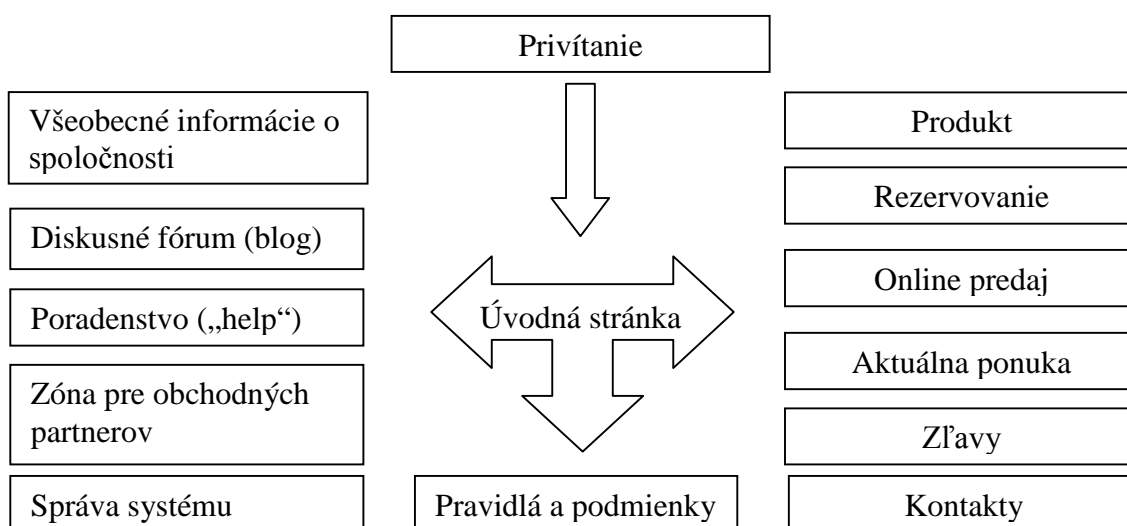 Privítanie
Všeobecné informácie o
spoločnosti
Diskusné fórum (blog)
Poradenstvo („help“)
Zóna pre obchodných
partnerov
Správa systému
Úvodná stránka
Pravidlá a podmienky
Produkt
Rezervovanie
Online predaj
Aktuálna ponuka
Zľavy
Kontakty